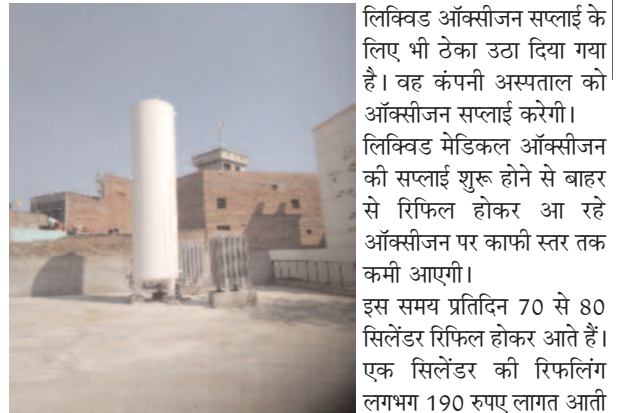 लिक्विड ऑक्सीजन सप्लाई के
लिए भी ठेका उठा दिया गया
है। वह कंपनी अस्पताल को
ऑक्सीजन सप्लाई करेगी।
लिक्विड मेडिकल ऑक्सीजन
की सप्लाई शुरू होने से बाहर
से रिफिल होकर आ रहे
ऑक्सीजन पर काफी स्तर तक
कमी आएगी।
इस समय प्रतिदिन 70 से 80
सिलेंडर रिफिल होकर आते हैं।
एक सिलेंडर की रिफलिंग
लगभग 190 रुपए लागत आती